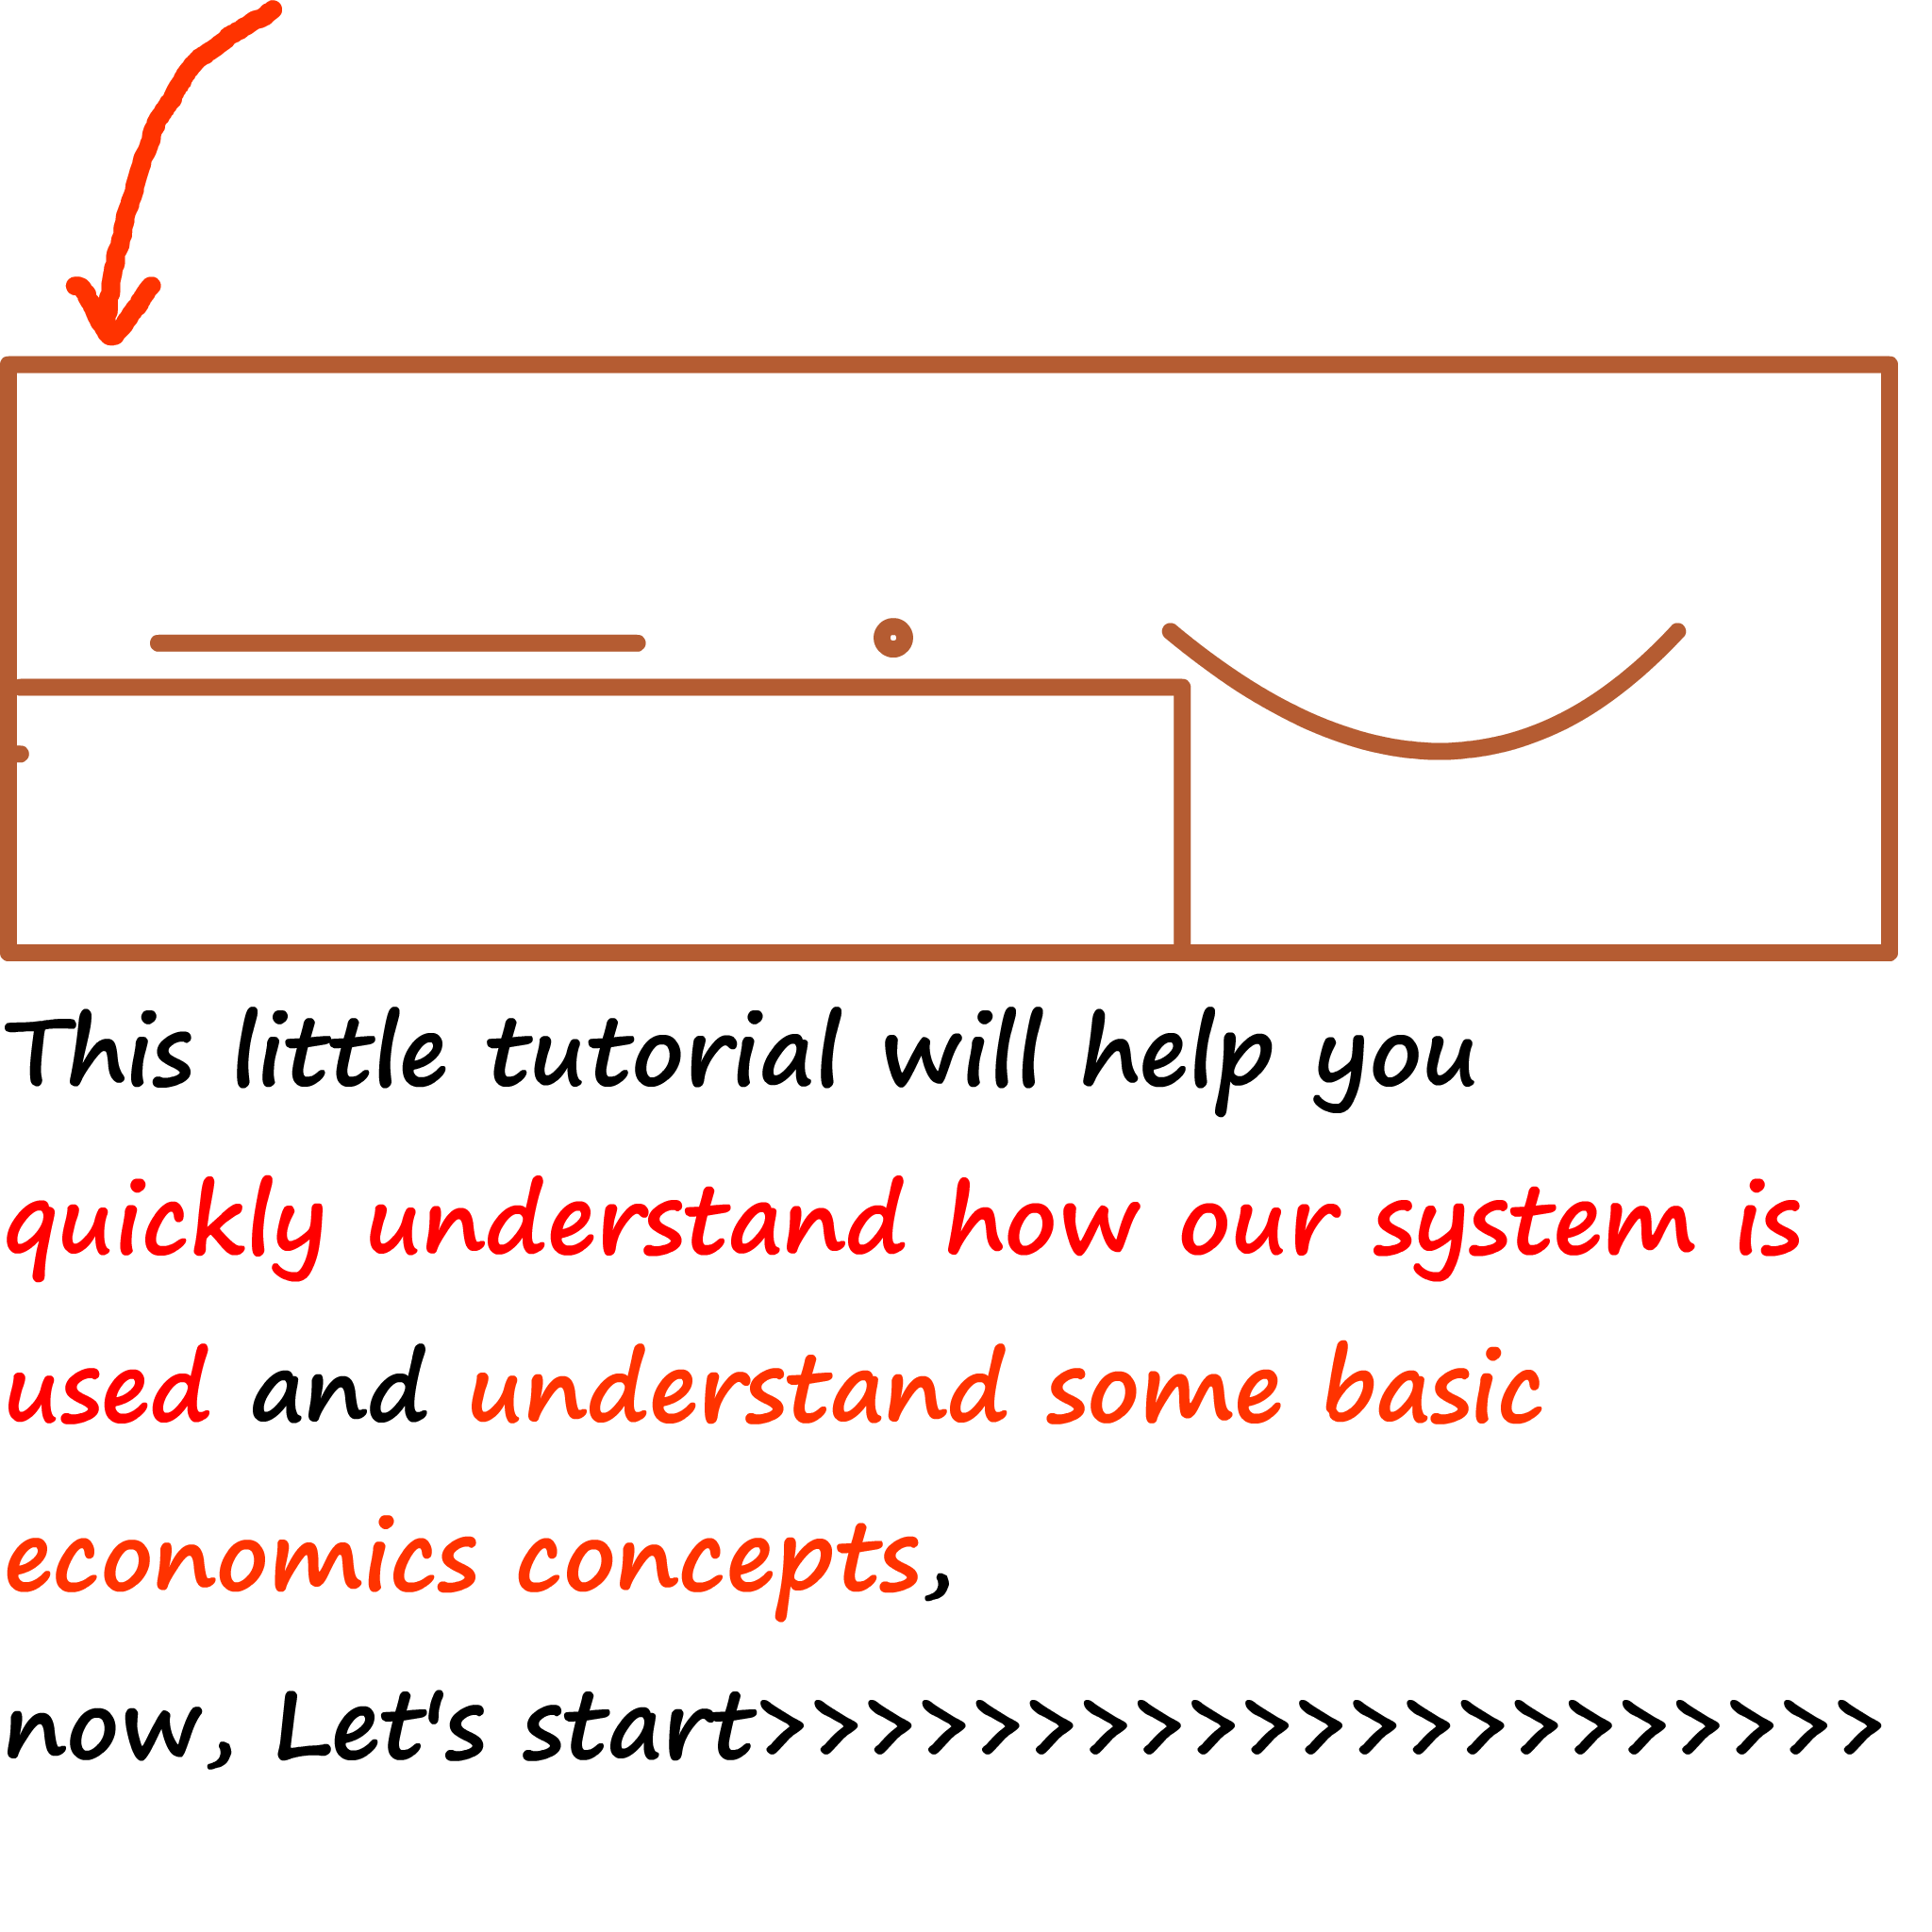 This little tutorial will help you
quickly understand how our system is
used and understand some basic
economics concepts,
now, Let's start>>>>>>>>>>>>>>>>>>>>>